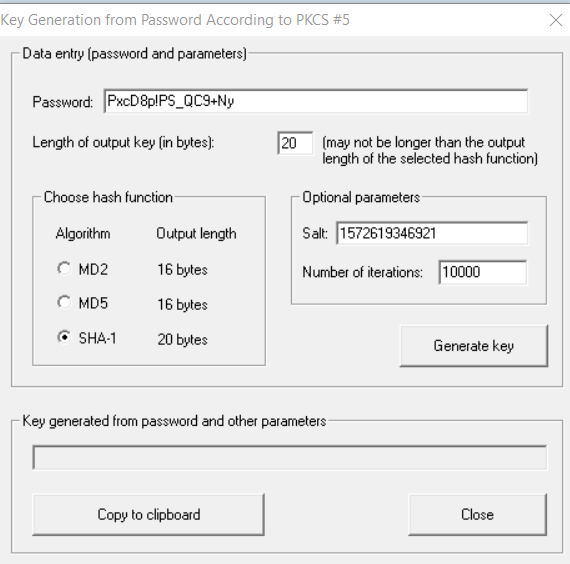 Key Generation from Password According to PKCS #5
Data entry (password and parameters)
Password: PxcD8p!PS_QC9+Ny
Length of output key (in bytes): 20 (may not be longer than the output
length of the selected hash function)
Choose hash function
Algorithm Output length
MD2 16 bytes
MD5 16 bytes
SHA-1 20 bytes
Optional parameters
Salt: 1572619346921
Number of iterations: 10000
Generate key
Key generated from password and other parameters
Copy to clipboard
Close